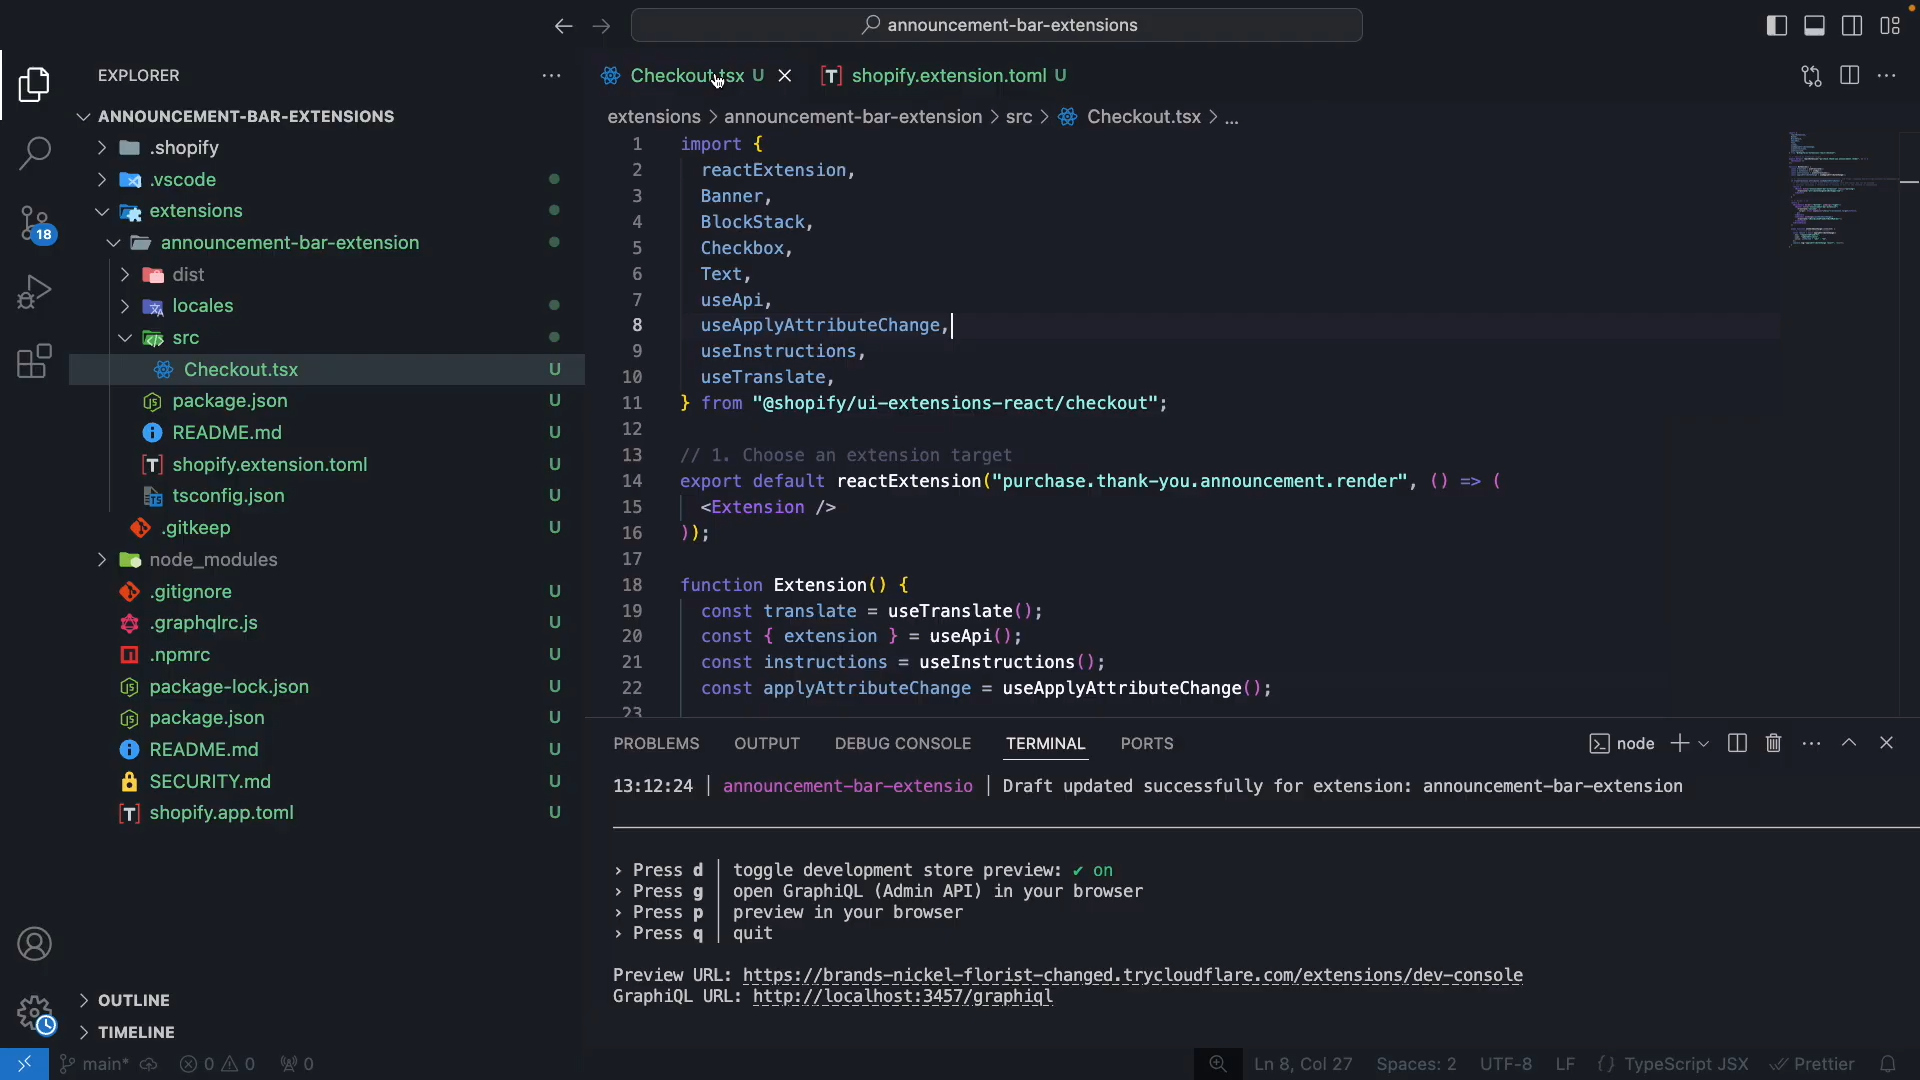 announcement-bar-extensions
EXPLORER
ANNOUNCEMENT-BAR-EXTENSIONS
.shopify
.vscode
extensions
announcement-bar-extension
dist
locales
src
Checkout.tsx U
package.json U
README.md U
shopify.extension.toml U
tsconfig.json U
.gitkeep U
node_modules
.gitignore U
.graphqlrc.js U
.npmrc U
package-lock.json U
package.json U
README.md U
SECURITY.md U
shopify.app.toml U
18
OUTLINE
TIMELINE
Checkout.tsx U
shopify.extension.toml U
extensions > announcement-bar-extension > src > Checkout.tsx > ...
1 import {
2 reactExtension,
3 Banner,
4 BlockStack,
5 Checkbox,
6 Text,
7 useApi,
8 useApplyAttributeChange,
9 useInstructions,
10 useTranslate,
11 } from "@shopify/ui-extensions-react/checkout";
12
13 // 1. Choose an extension target
14 export default reactExtension("purchase.thank-you.announcement.render", () => (
15 <Extension />
16 ));
17
18 function Extension() {
19 const translate = useTranslate();
20 const { extension } = useApi();
21 const instructions = useInstructions();
22 const applyAttributeChange = useApplyAttributeChange();
23
PROBLEMS OUTPUT DEBUG CONSOLE TERMINAL PORTS
node
13:12:24 | announcement-bar-extensio | Draft updated successfully for extension: announcement-bar-extension
› Press d | toggle development store preview: ✔ on
› Press g | open GraphiQL (Admin API) in your browser
› Press p | preview in your browser
› Press q | quit
Preview URL: https://brands-nickel-florist-changed.trycloudflare.com/extensions/dev-console
GraphiQL URL: http://localhost:3457/graphiql
main* 0 0 0
Ln 8, Col 27 Spaces: 2 UTF-8 LF {} TypeScript JSX Prettier